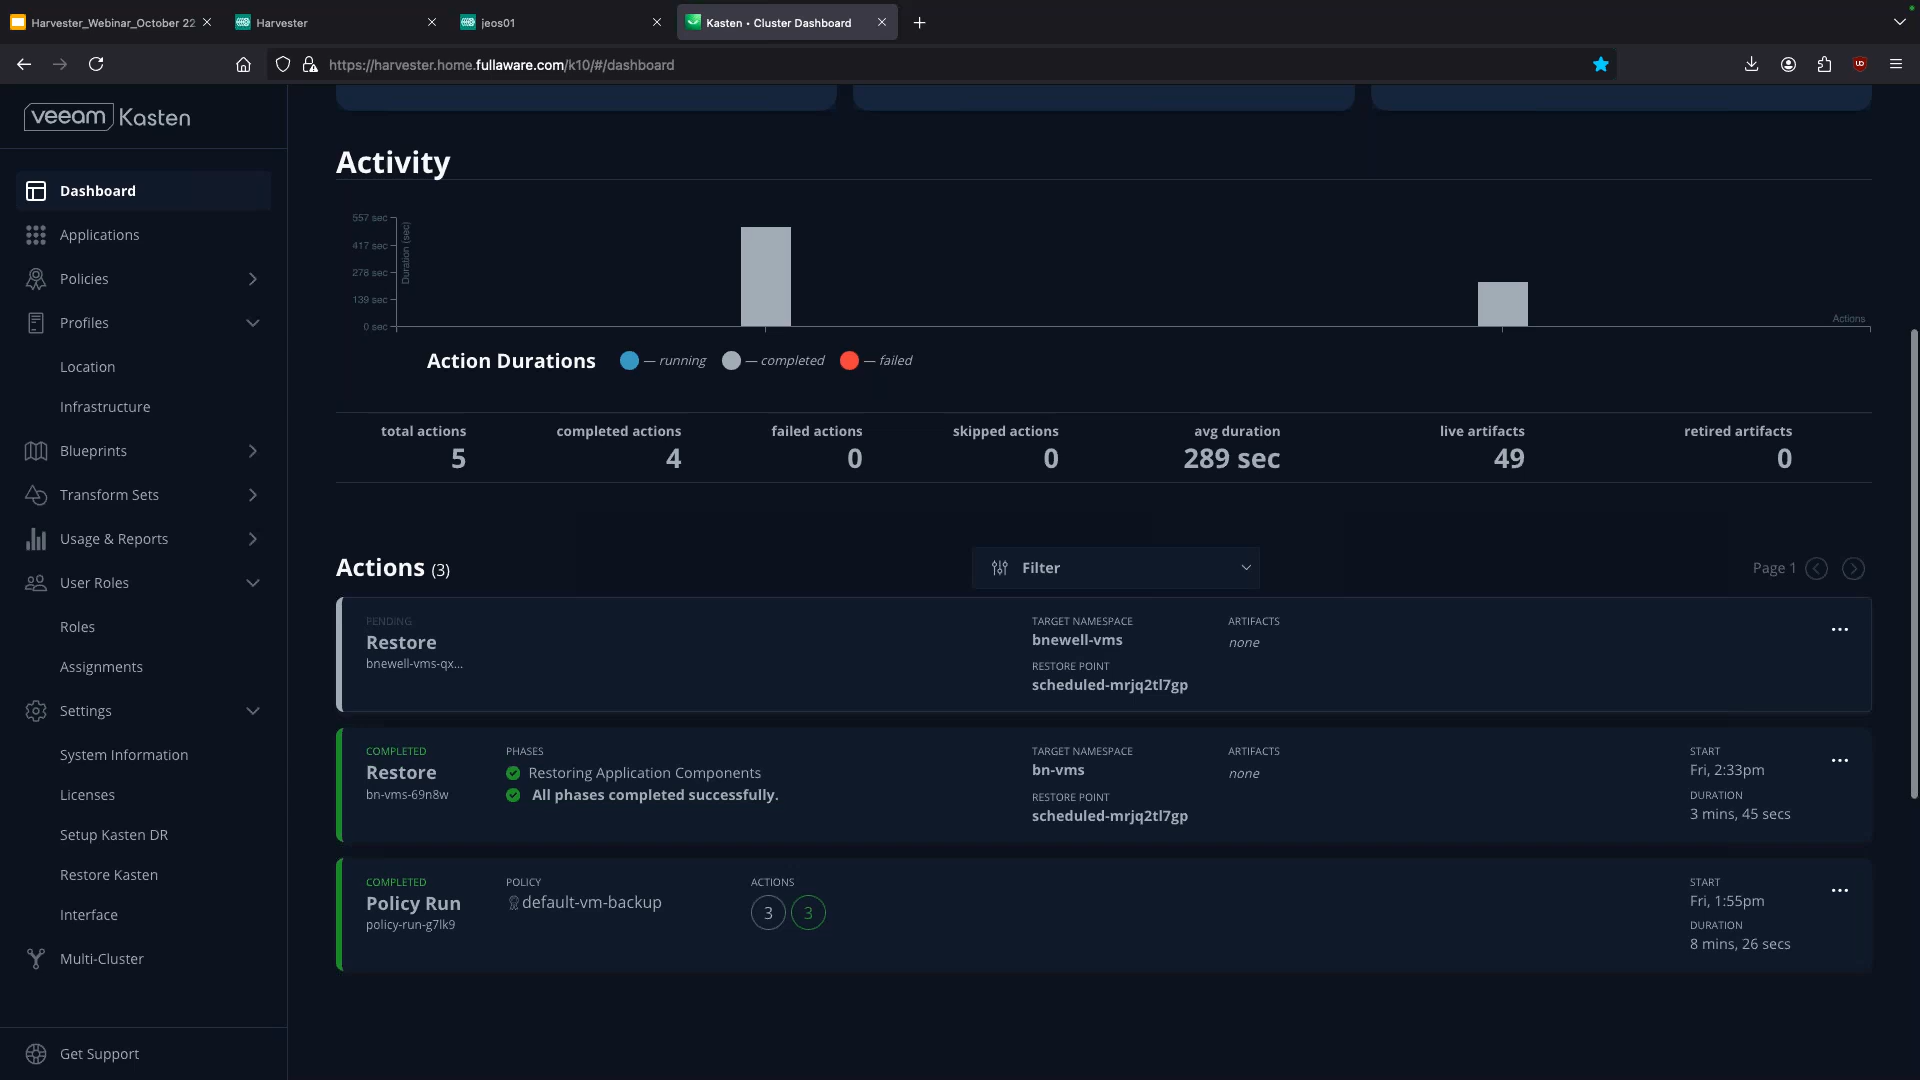 Harvester_Webinar_October 22
Harvester
jeos01
Kasten • Cluster Dashboard
https://harvester.home.fullaware.com/k10/#/dashboard
veeam Kasten
Dashboard
Applications
Policies
Profiles
Location
Infrastructure
Blueprints
Transform Sets
Usage & Reports
User Roles
Roles
Assignments
Settings
System Information
Licenses
Setup Kasten DR
Restore Kasten
Interface
Multi-Cluster
Get Support
Activity
557 sec
417 sec
278 sec
139 sec
0 sec
Duration (sec)
Actions
Action Durations
— running
— completed
— failed
total actions
5
completed actions
4
failed actions
0
skipped actions
0
avg duration
289 sec
live artifacts
49
retired artifacts
0
Actions (3)
Filter
Page 1
PENDING
Restore
bnewell-vms-qx...
TARGET NAMESPACE
bnewell-vms
RESTORE POINT
scheduled-mrjq2tl7gp
ARTIFACTS
none
COMPLETED
Restore
bn-vms-69n8w
PHASES
Restoring Application Components
All phases completed successfully.
TARGET NAMESPACE
bn-vms
RESTORE POINT
scheduled-mrjq2tl7gp
ARTIFACTS
none
START
Fri, 2:33pm
DURATION
3 mins, 45 secs
COMPLETED
Policy Run
policy-run-g7lk9
POLICY
default-vm-backup
ACTIONS
3 3
START
Fri, 1:55pm
DURATION
8 mins, 26 secs